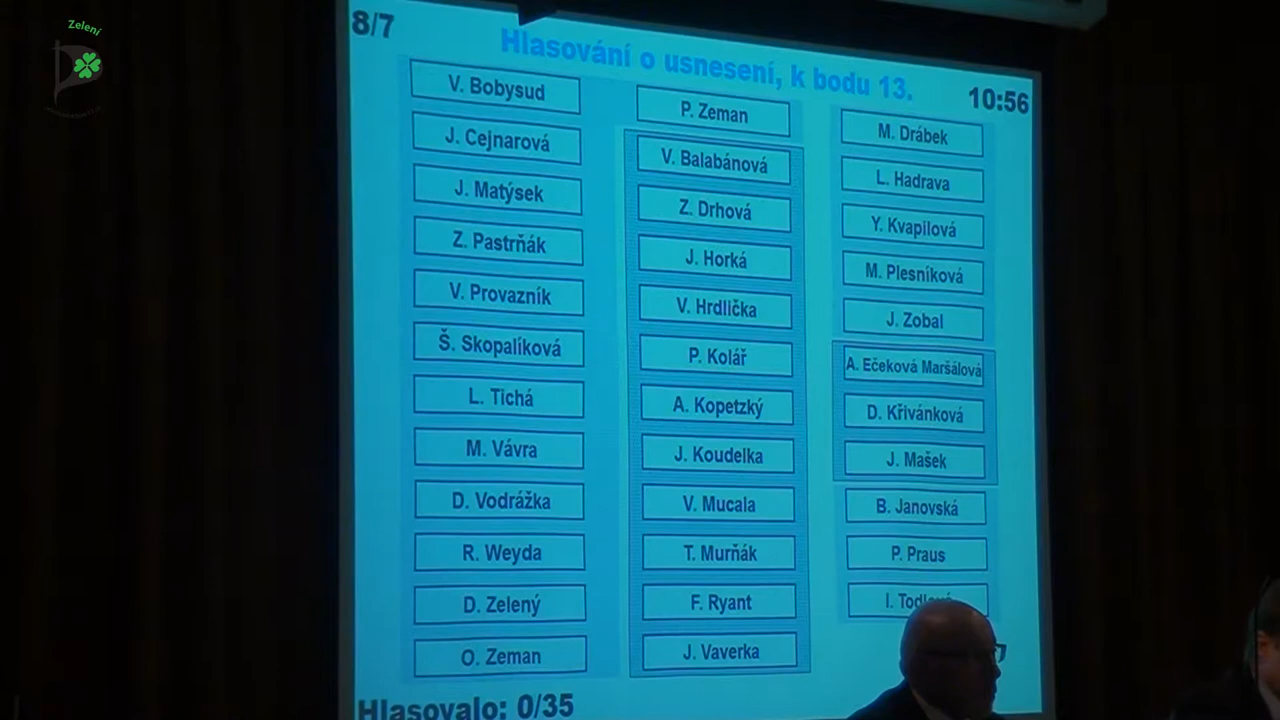 Zelení
8/7
Hlasování o usnesení, k bodu 13.
10:56
V. Bobysud
J. Cejnarová
J. Matýsek
Z. Pastrňák
V. Provazník
Š. Skopalíková
L. Tichá
M. Vávra
D. Vodrážka
R. Weyda
D. Zelený
O. Zeman
P. Zeman
V. Balabánová
Z. Drhová
J. Horká
V. Hrdlička
P. Kolář
A. Kopetzký
J. Koudelka
V. Mucala
T. Murňák
F. Ryant
J. Vaverka
M. Drábek
L. Hadrava
Y. Kvapilová
M. Plesníková
J. Zobal
A. Ečeková Maršálová
D. Křivánková
J. Mašek
B. Janovská
P. Praus
I.
Hlasovalo: 0/35